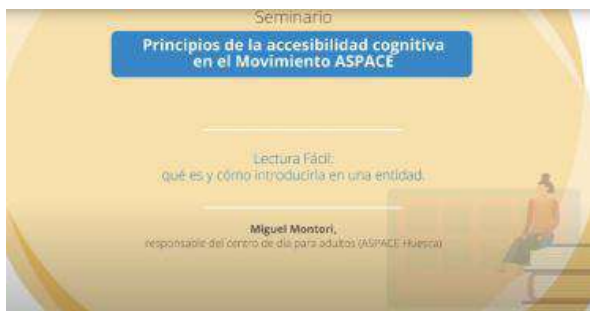 Seminario
Principios de la accesibilidad cognitiva
en el Movimiento ASPACE
Lectura Fácil:
qué es y cómo introducirla en una entidad.
Miguel Montori,
responsable del centro de día para adultos (ASPACE Huesca)